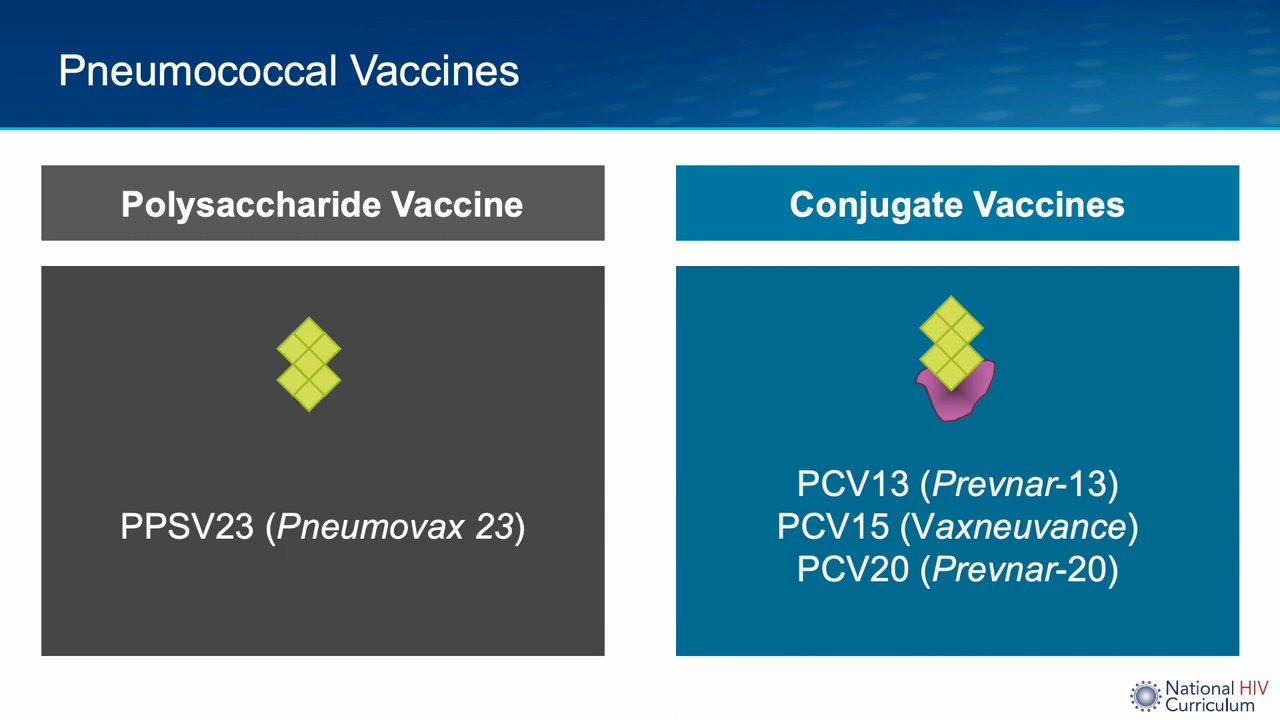 Pneumococcal Vaccines
Polysaccharide Vaccine
PPSV23 (Pneumovax 23)
Conjugate Vaccines
PCV13 (Prevnar-13)
PCV15 (Vaxneuvance)
PCV20 (Prevnar-20)
National HIV
Curriculum